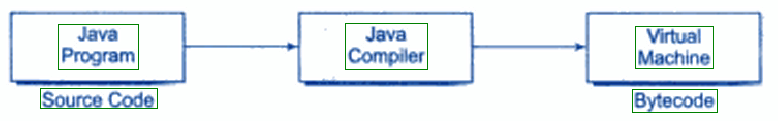 Java
Program
Java
Compiler
Virtual
Machine
Source Code
Bytecode